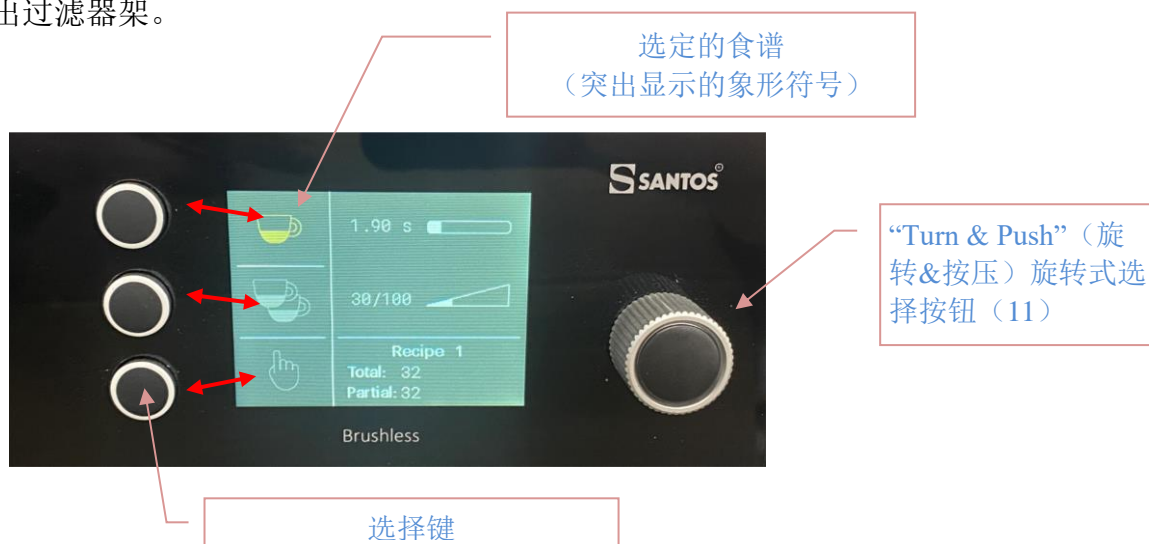 出过滤器架。
选定的食谱
（突出显示的象形符号）
SANTOS®
“Turn & Push”（旋
转&按压）旋转式选
择按钮（11）
1.90 s
30/100
Recipe 1
Total: 32
Partial: 32
Brushless
选择键